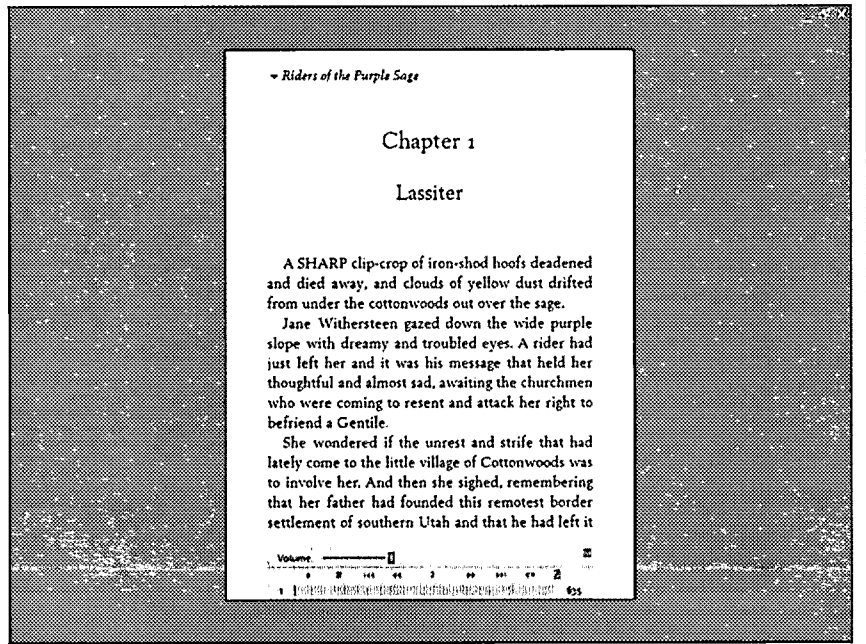 Riders of the Purple Sage
Chapter 1
Lassiter
A SHARP clip-crop of iron-shod hoofs deadened
and died away, and clouds of yellow dust drifted
from under the cottonwoods out over the sage.
Jane Withersteen gazed down the wide purple
slope with dreamy and troubled eyes. A rider had
just left her and it was his message that held her
thoughtful and almost sad, awaiting the churchmen
who were coming to resent and attack her right to
befriend a Gentile.
She wondered if the unrest and strife that had
lately come to the little village of Cottonwoods was
to involve her. And then she sighed, remembering
that her father had founded this remotest border
settlement of southern Utah and that he had left it
Volume
1 635